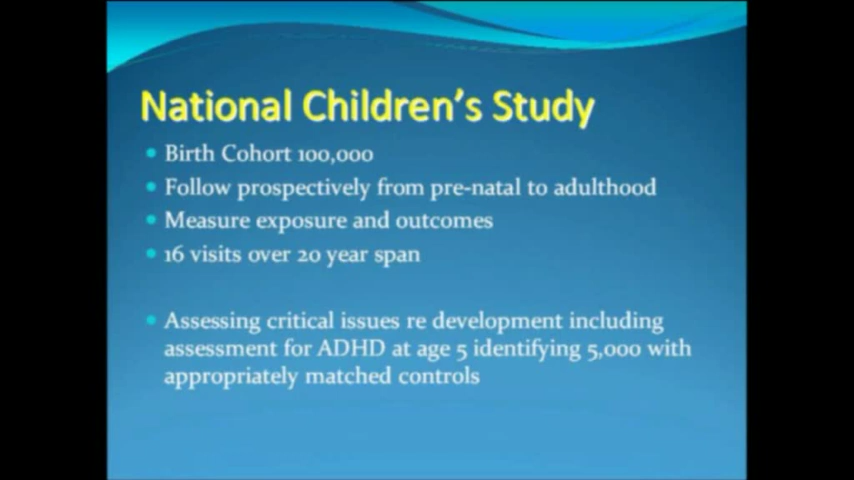 National Children's Study
Birth Cohort 100,000
Follow prospectively from pre-natal to adulthood
Measure exposure and outcomes
16 visits over 20 year span
Assessing critical issues re development including
assessment for ADHD at age 5 identifying 5,000 with
appropriately matched controls